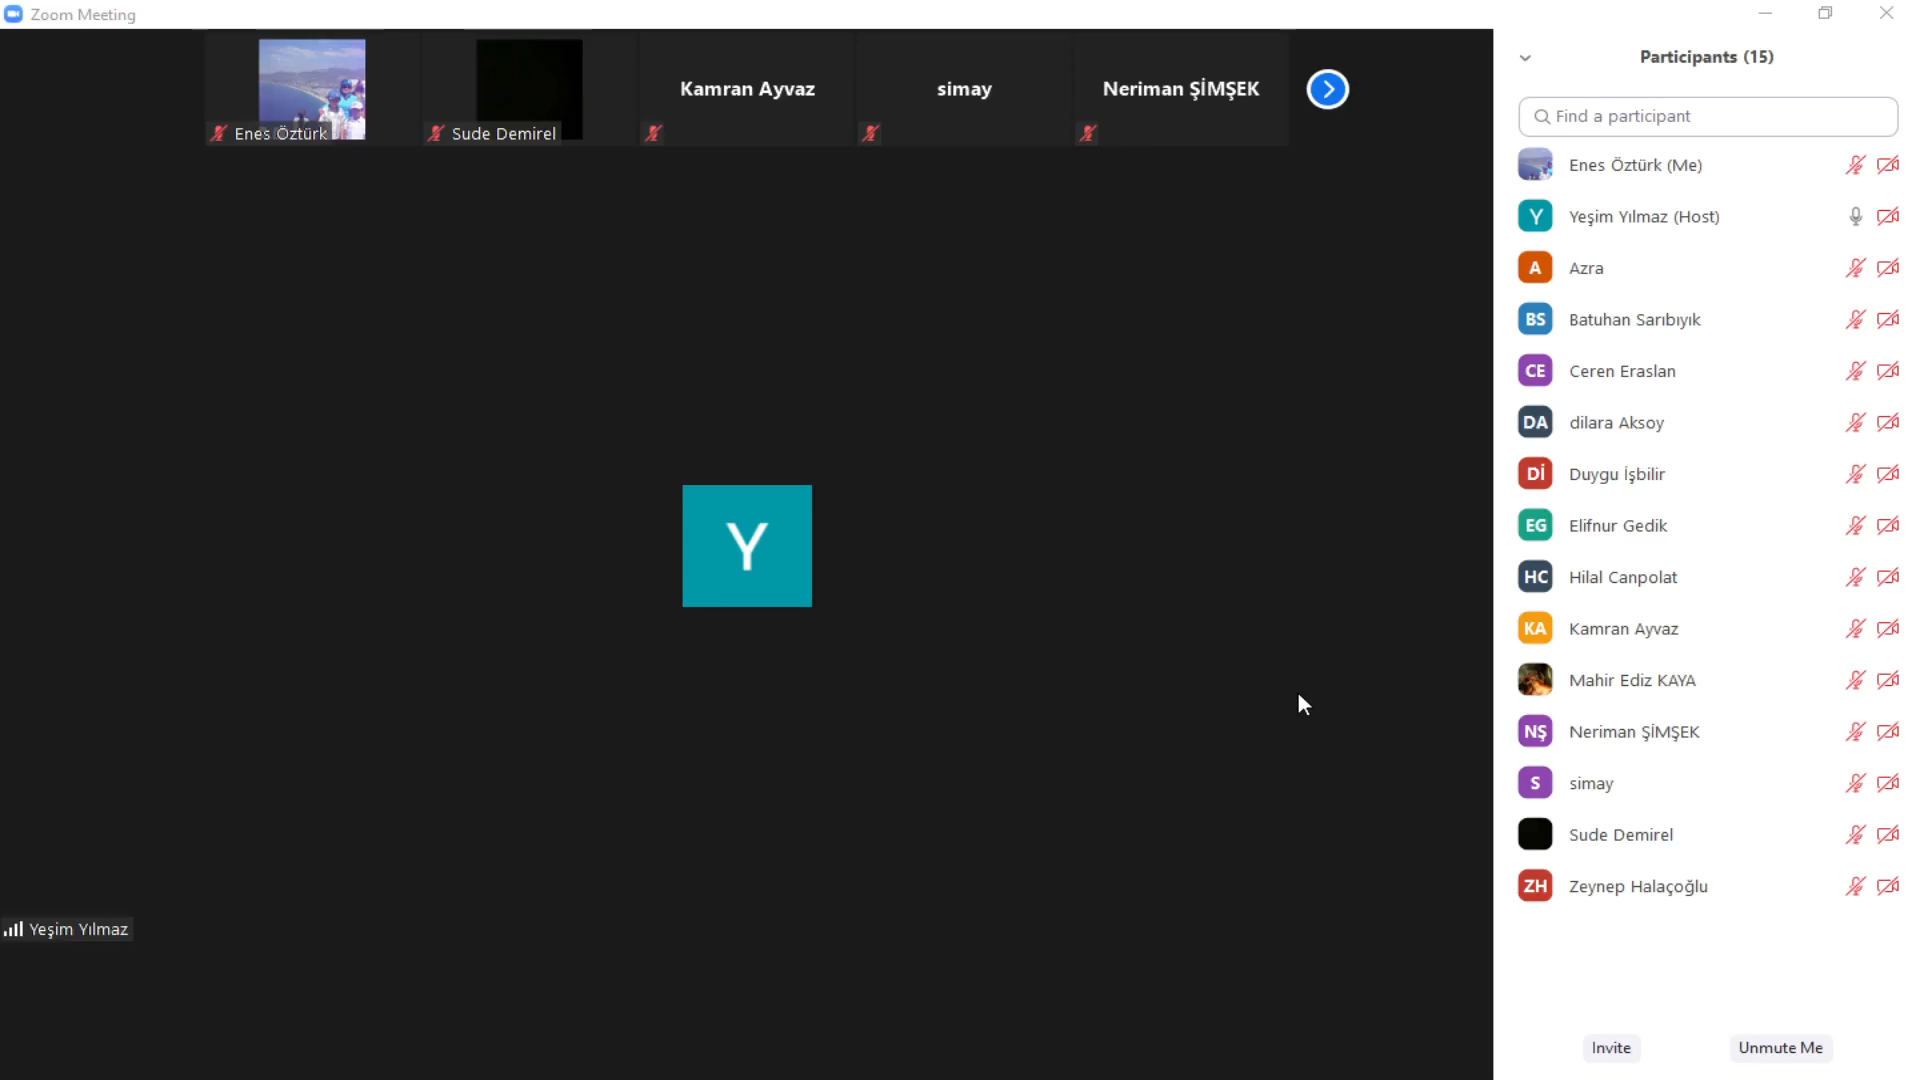 Zoom Meeting
Enes Öztürk
Sude Demirel
Kamran Ayvaz
simay
Neriman ŞİMŞEK
Y
Yeşim Yılmaz
Participants (15)
Find a participant
Enes Öztürk (Me)
Y Yeşim Yılmaz (Host)
A Azra
BS Batuhan Sarıbıyık
CE Ceren Eraslan
DA dilara Aksoy
Dİ Duygu İşbilir
EG Elifnur Gedik
HC Hilal Canpolat
KA Kamran Ayvaz
Mahir Ediz KAYA
NŞ Neriman ŞİMŞEK
S simay
Sude Demirel
ZH Zeynep Halaçoğlu
Invite
Unmute Me